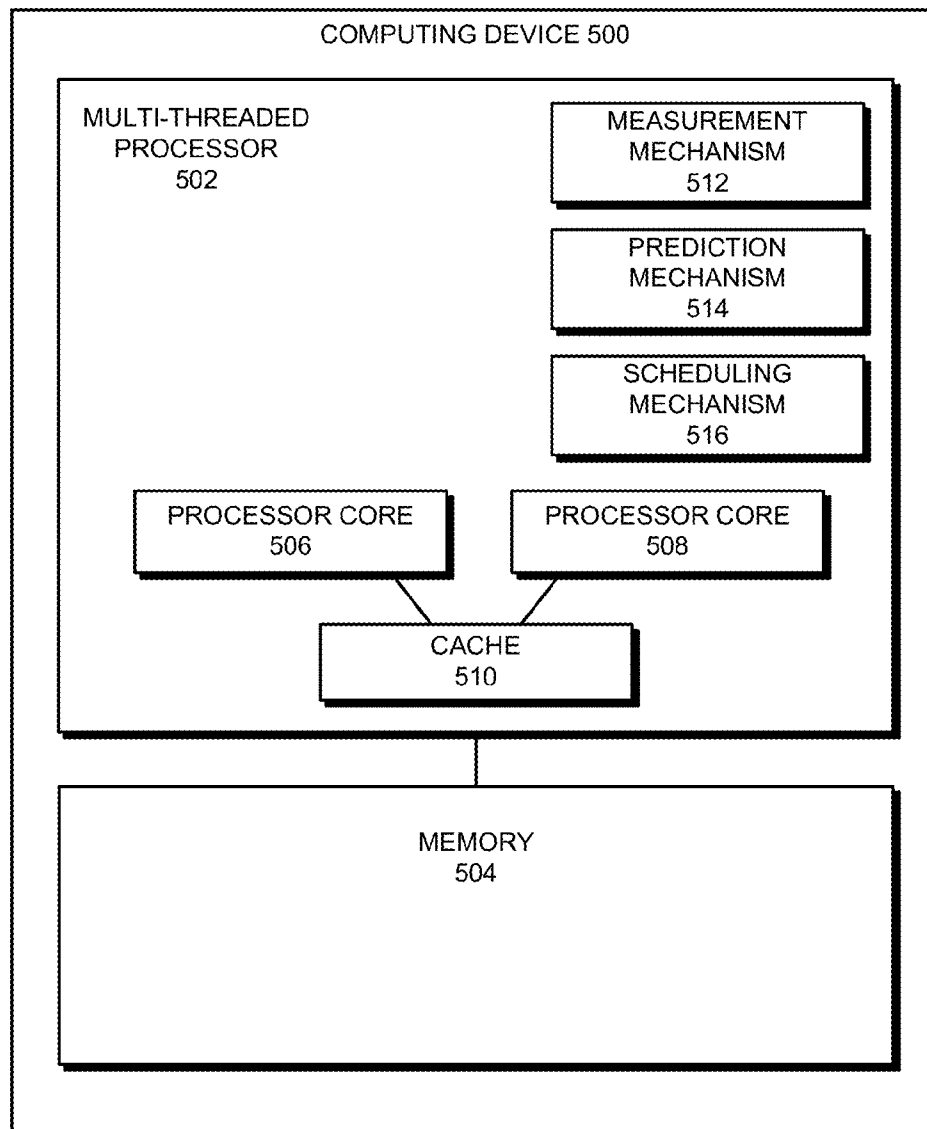 COMPUTING DEVICE 500
MULTI-THREADED
PROCESSOR
502
MEASUREMENT
MECHANISM
512
PREDICTION
MECHANISM
514
SCHEDULING
MECHANISM
516
PROCESSOR CORE
506
PROCESSOR CORE
508
CACHE
510
MEMORY
504